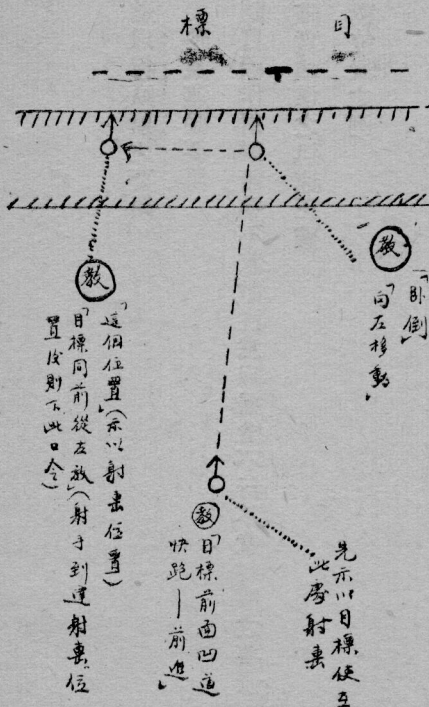 目標
教
「卧倒」
「向左移動」
先示以目標使至
此處射擊
教
「目標前面凹道
快跑——前進」
教
「這個位置」(示以射擊位置)
「目標同前從左放」(射手到達射擊位
置後則下此口令)